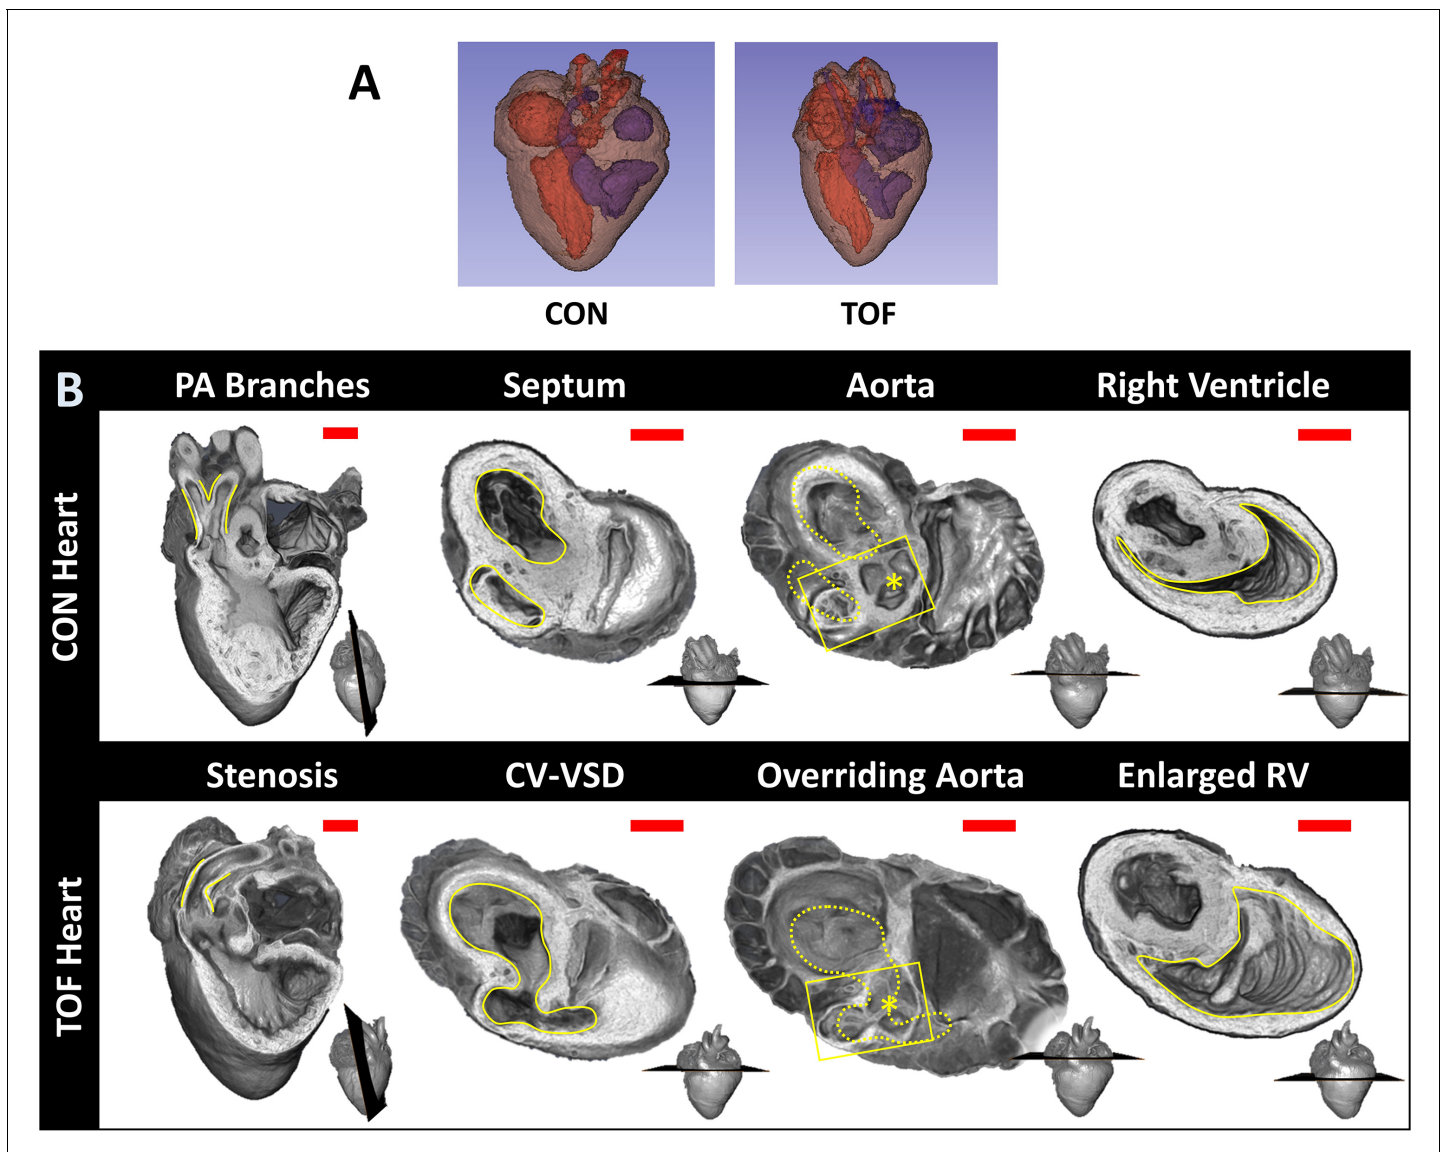 A
CON TOF
B PA Branches Septum Aorta Right Ventricle
CON Heart
*
Stenosis CV-VSD Overriding Aorta Enlarged RV
TOF Heart
*